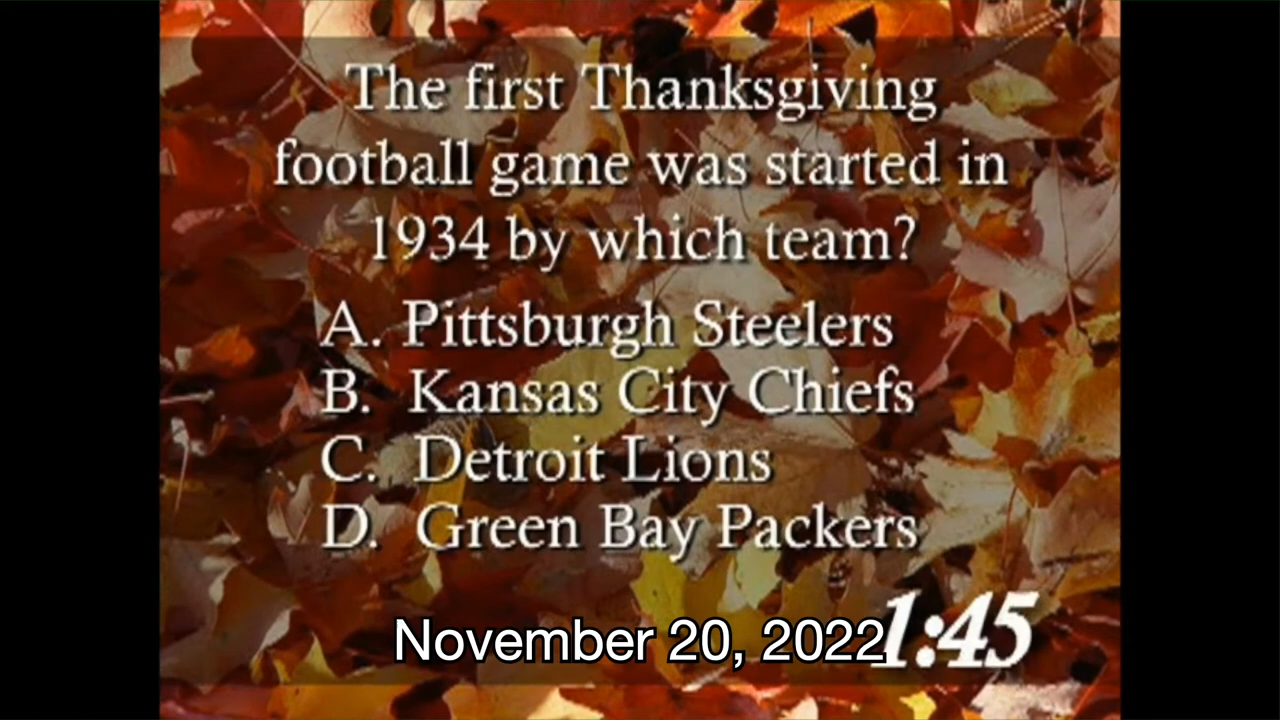 The first Thanksgiving
football game was started in
1934 by which team?
A. Pittsburgh Steelers
B. Kansas City Chiefs
C. Detroit Lions
D. Green Bay Packers
November 20, 2022
1:45